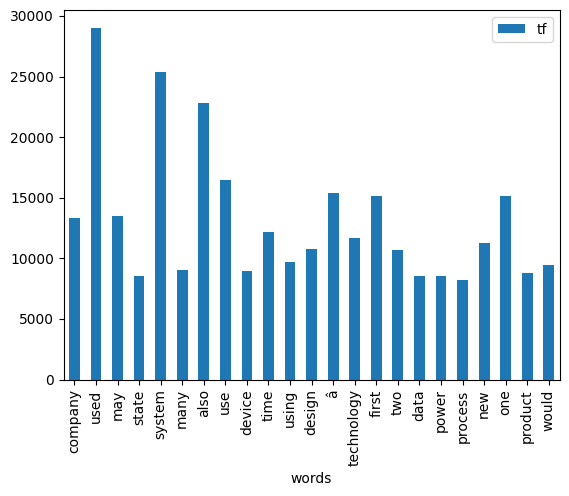 30000
25000
20000
15000
10000
5000
0
tf
company
used
may
state
system
many
also
use
device
time
using
design
â
technology
first
two
data
power
process
new
one
product
would
words